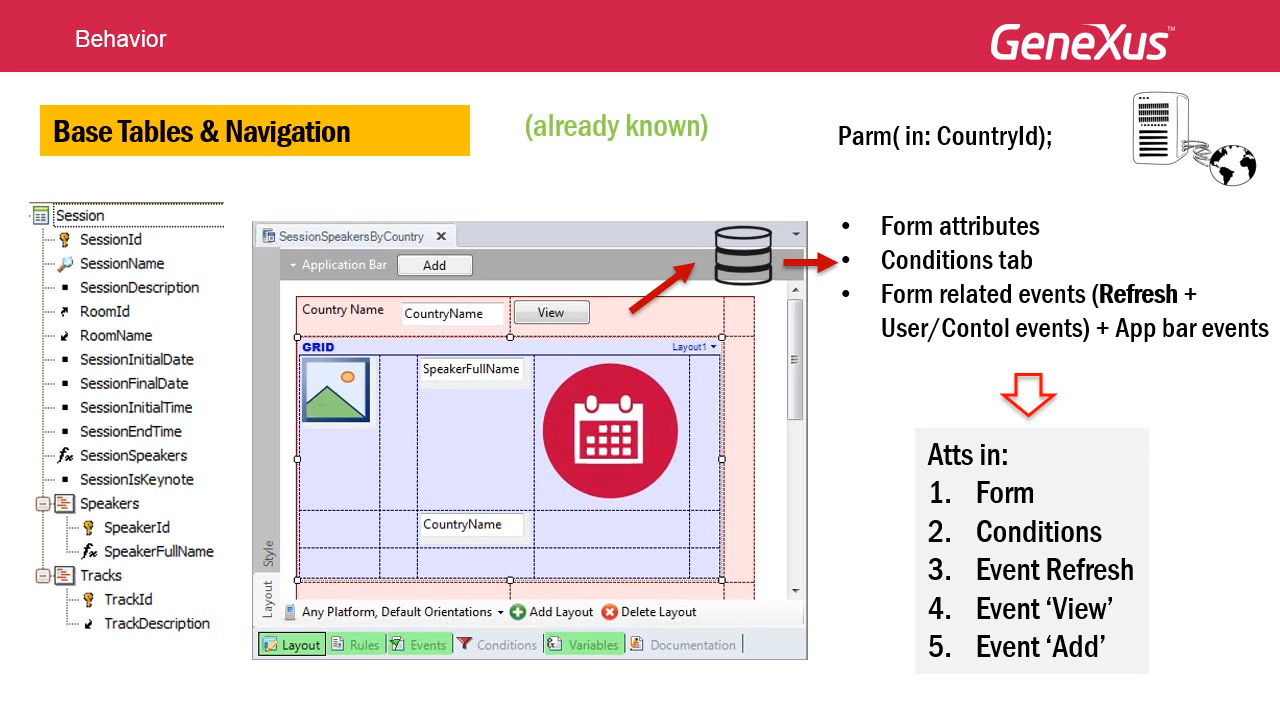 Behavior
GeneXus™
Base Tables & Navigation
(already known)
Parm( in: CountryId);
Session
SessionId
SessionName
SessionDescription
RoomId
RoomName
SessionInitialDate
SessionFinalDate
SessionInitialTime
SessionEndTime
SessionSpeakers
SessionIsKeynote
Speakers
SpeakerId
SpeakerFullName
Tracks
TrackId
TrackDescription
SessionSpeakersByCountry
Application Bar
Add
Country Name
CountryName
View
GRID
Layout1
SpeakerFullName
CountryName
Style
Layout
Any Platform, Default Orientations
Add Layout
Delete Layout
Layout
Rules
Events
Conditions
Variables
Documentation
• Form attributes
• Conditions tab
• Form related events (Refresh +
User/Contol events) + App bar events
Atts in:
1. Form
2. Conditions
3. Event Refresh
4. Event ‘View’
5. Event ‘Add’